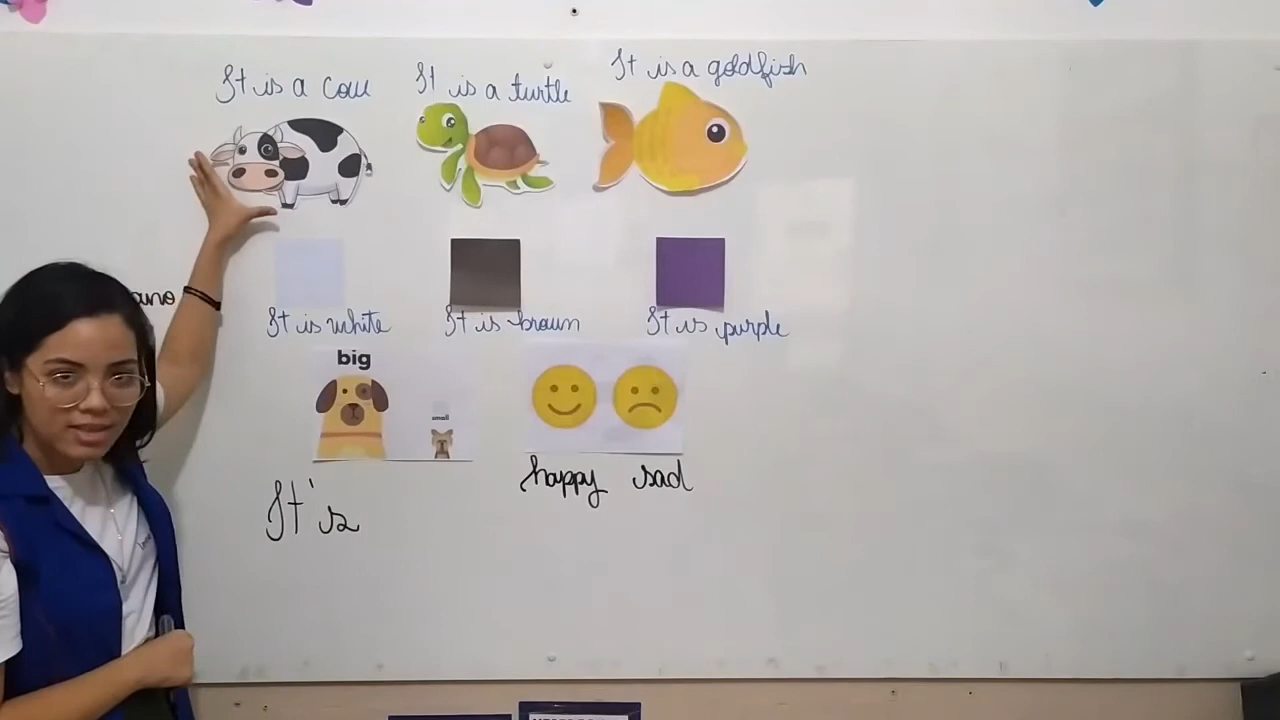 It is a cow
It is a turtle
It is a goldfish
ano
It is white
It is brown
It is purple
big
small
happy
sad
It's